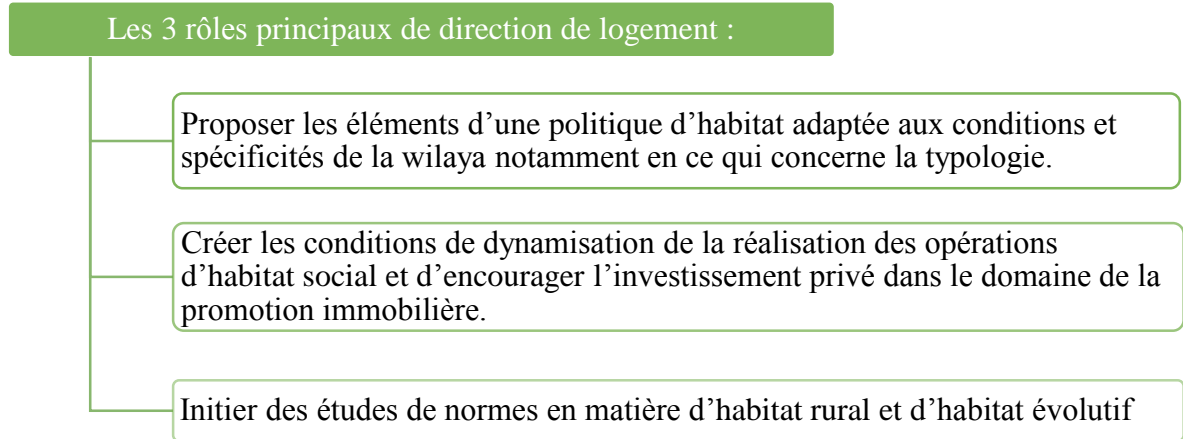 Les 3 rôles principaux de direction de logement :
Proposer les éléments d’une politique d’habitat adaptée aux conditions et
spécificités de la wilaya notamment en ce qui concerne la typologie.
Créer les conditions de dynamisation de la réalisation des opérations
d’habitat social et d’encourager l’investissement privé dans le domaine de la
promotion immobilière.
Initier des études de normes en matière d’habitat rural et d’habitat évolutif